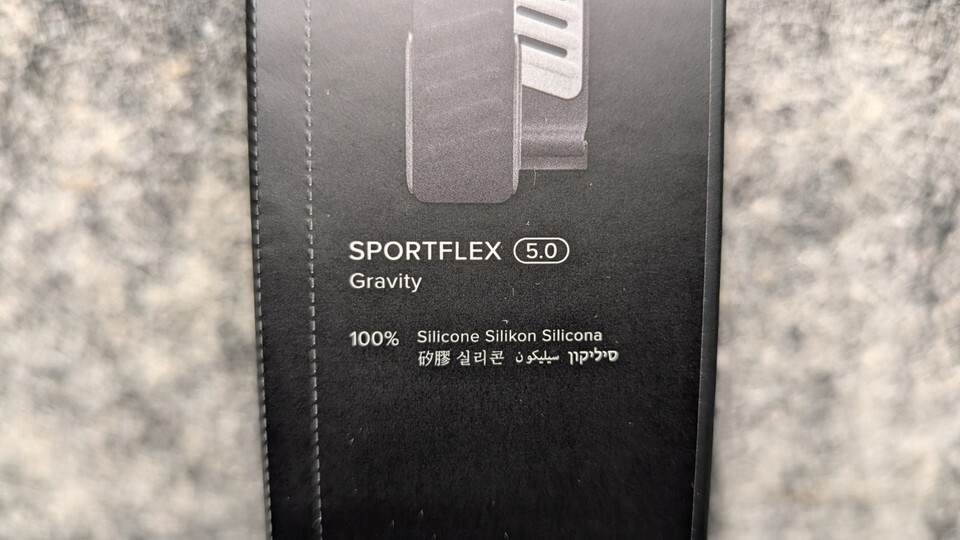 SPORTFLEX 5.0
Gravity
100% Silicone Silikon Silicona
矽膠 실리콘 سيليكون סיליקון